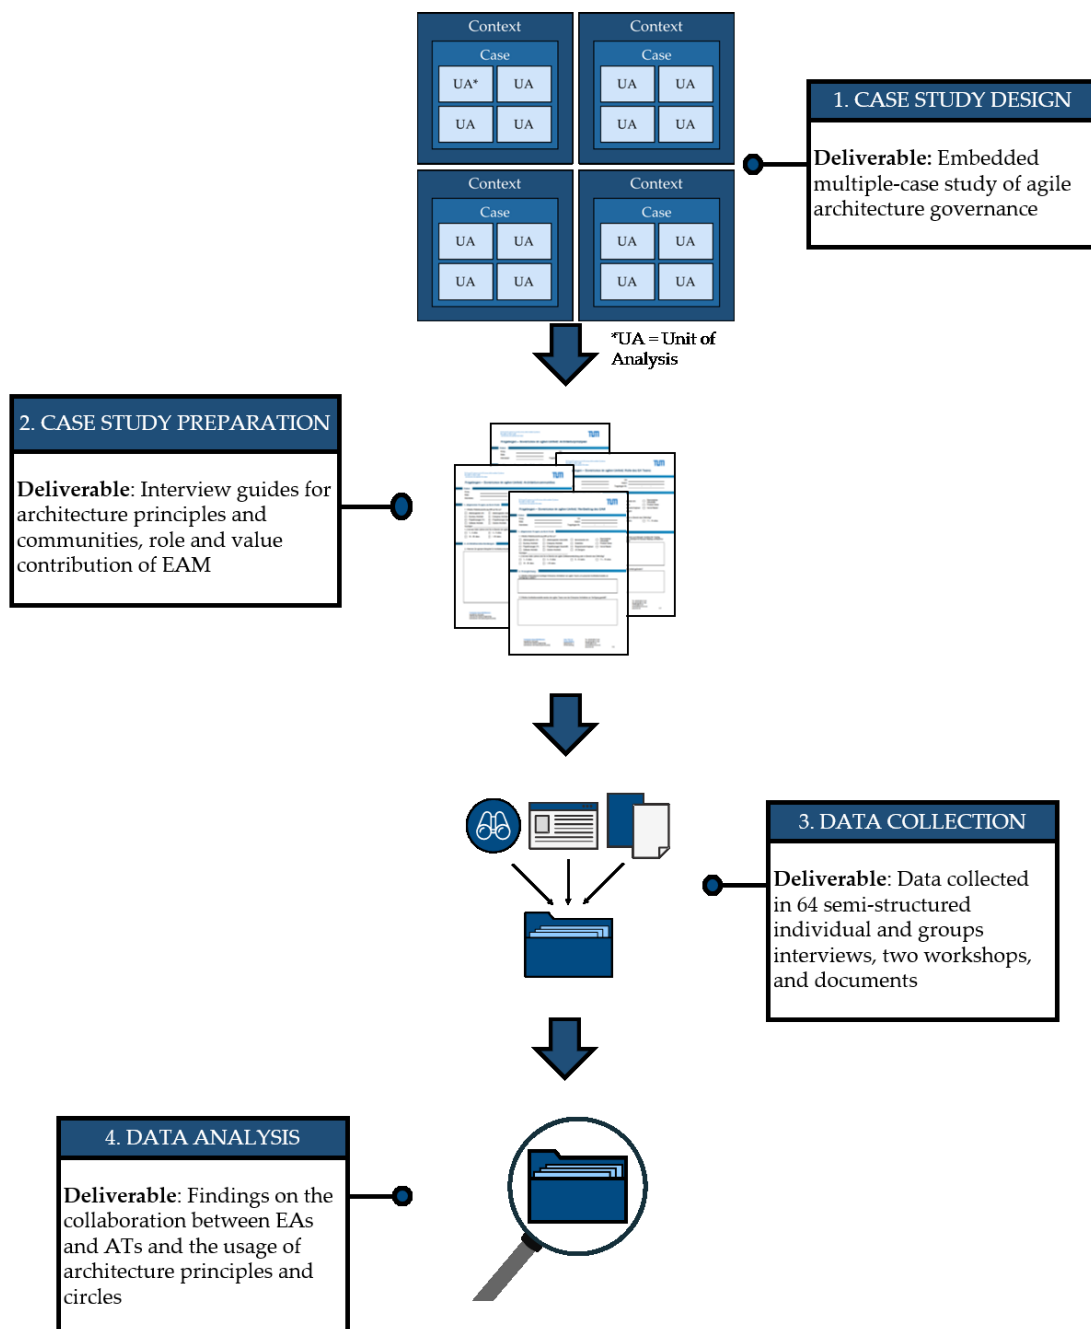 Context
Context
Case
Case
UA*
UA
UA
UA
UA
UA
UA
UA
1. CASE STUDY DESIGN
Deliverable: Embedded
multiple-case study of agile
architecture governance
Context
Context
Case
Case
UA
UA
UA
UA
UA
UA
UA
UA
*UA = Unit of
Analysis
2. CASE STUDY PREPARATION
Deliverable: Interview guides for
architecture principles and
communities, role and value
contribution of EAM
3. DATA COLLECTION
Deliverable: Data collected
in 64 semi-structured
individual and groups
interviews, two workshops,
and documents
4. DATA ANALYSIS
Deliverable: Findings on the
collaboration between EAs
and ATs and the usage of
architecture principles and
circles